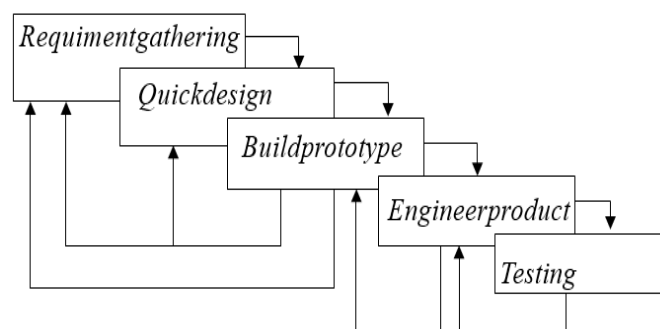 Requimentgathering
Quickdesign
Buildprototype
Engineerproduct
Testing